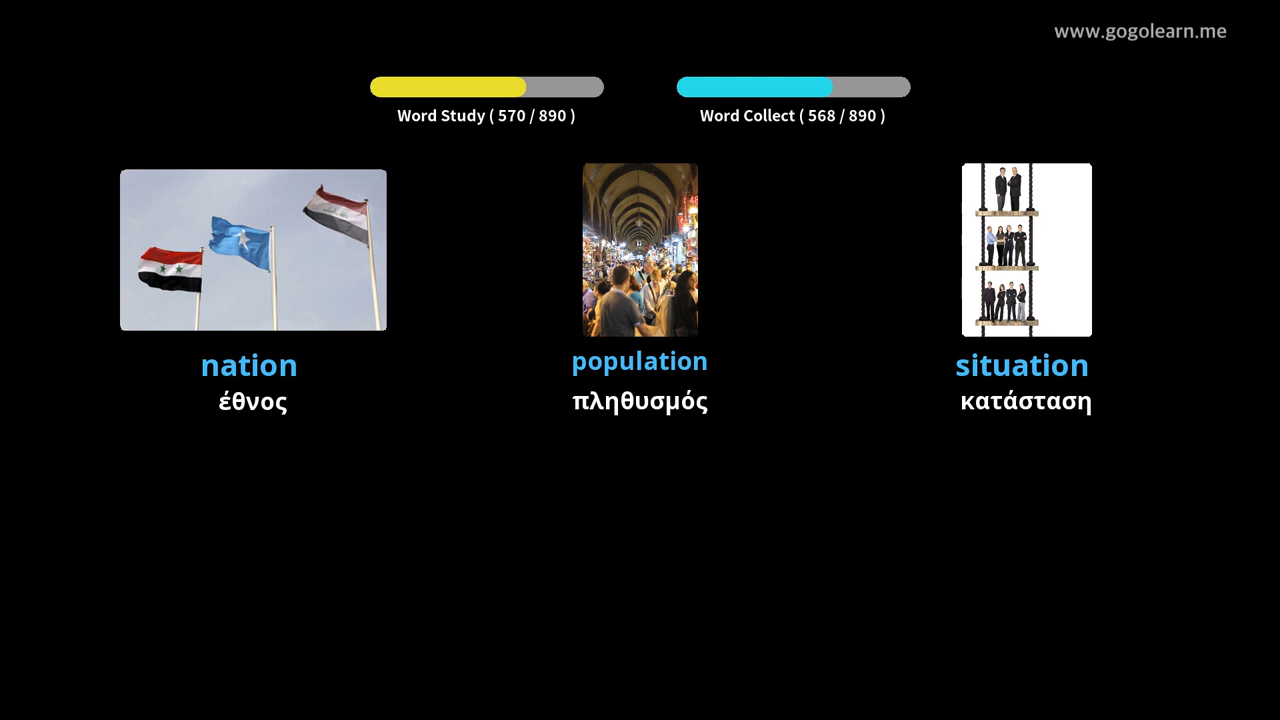 www.gogolearn.me
Word Study ( 570 / 890 )
Word Collect ( 568 / 890 )
nation
έθνος
population
πληθυσμός
situation
κατάσταση